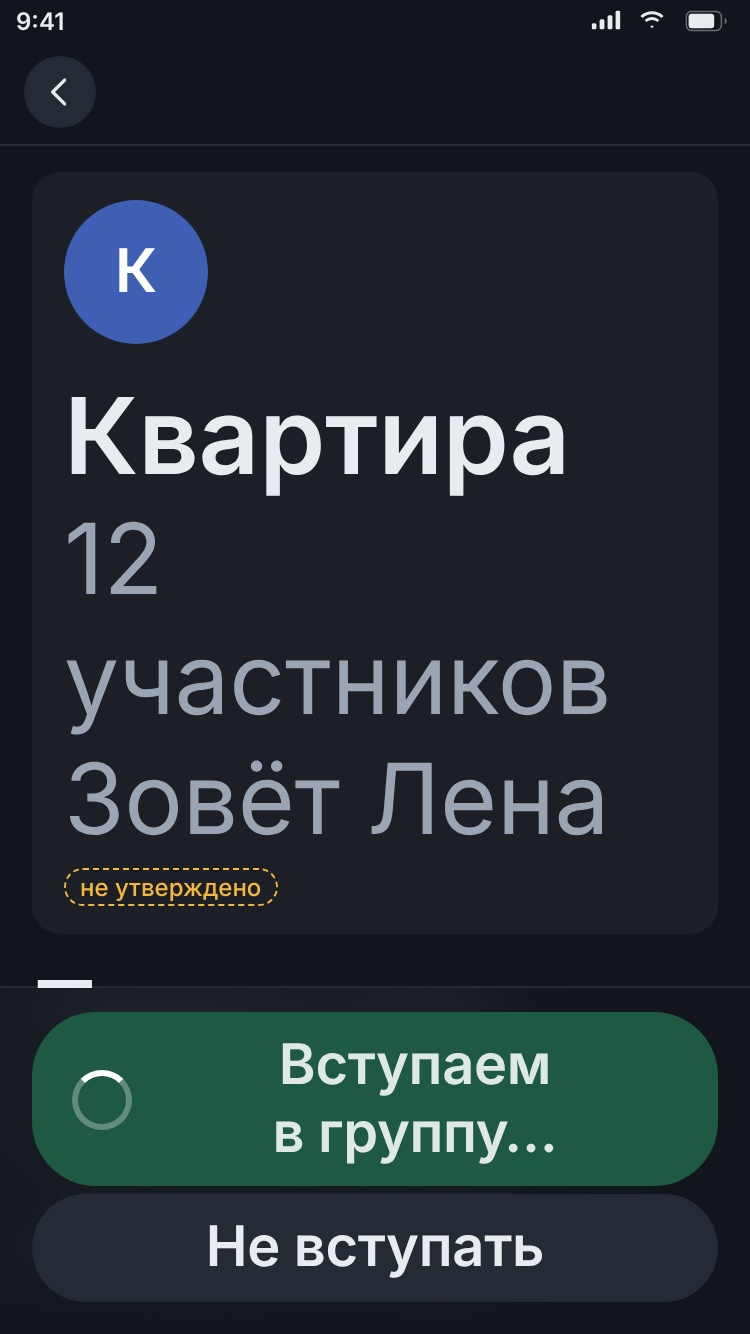 9:41
К
Квартира
12
участников
Зовёт Лена
не утверждено
Вступаем
в группу…
Не вступать